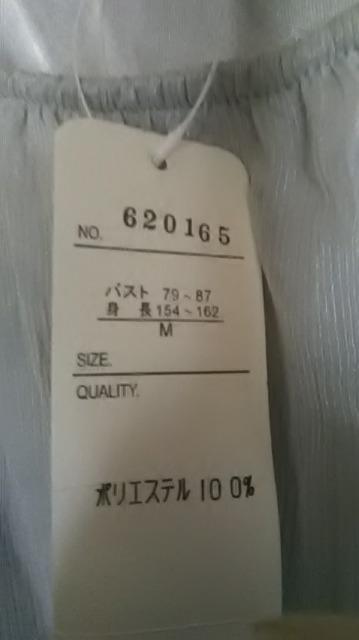 NO. 620165
バスト 79~87
身 長 154~162
M
SIZE.
QUALITY.
ポリエステル 100%